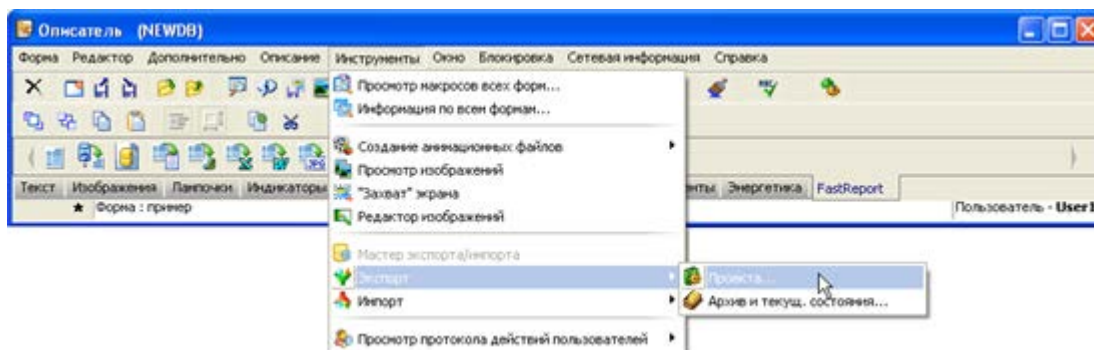 Описатель (NEWDB)
Форма Редактор Дополнительно Описание Инструменты Окно Блокировка Сетевая информация Справка
Просмотр макросов всех форм...
Информация по всем формам...
Создание анимационных файлов
Просмотр изображений
"Захват" экрана
Редактор изображений
Текст Изображения Лампочки Индикаторы Энергетика FastReport
Форма : пример Пользователь - User1
Мастер экспорта/импорта
Экспорт Проекта...
Импорт Архив и текущ. состояния...
Просмотр протокола действий пользователей